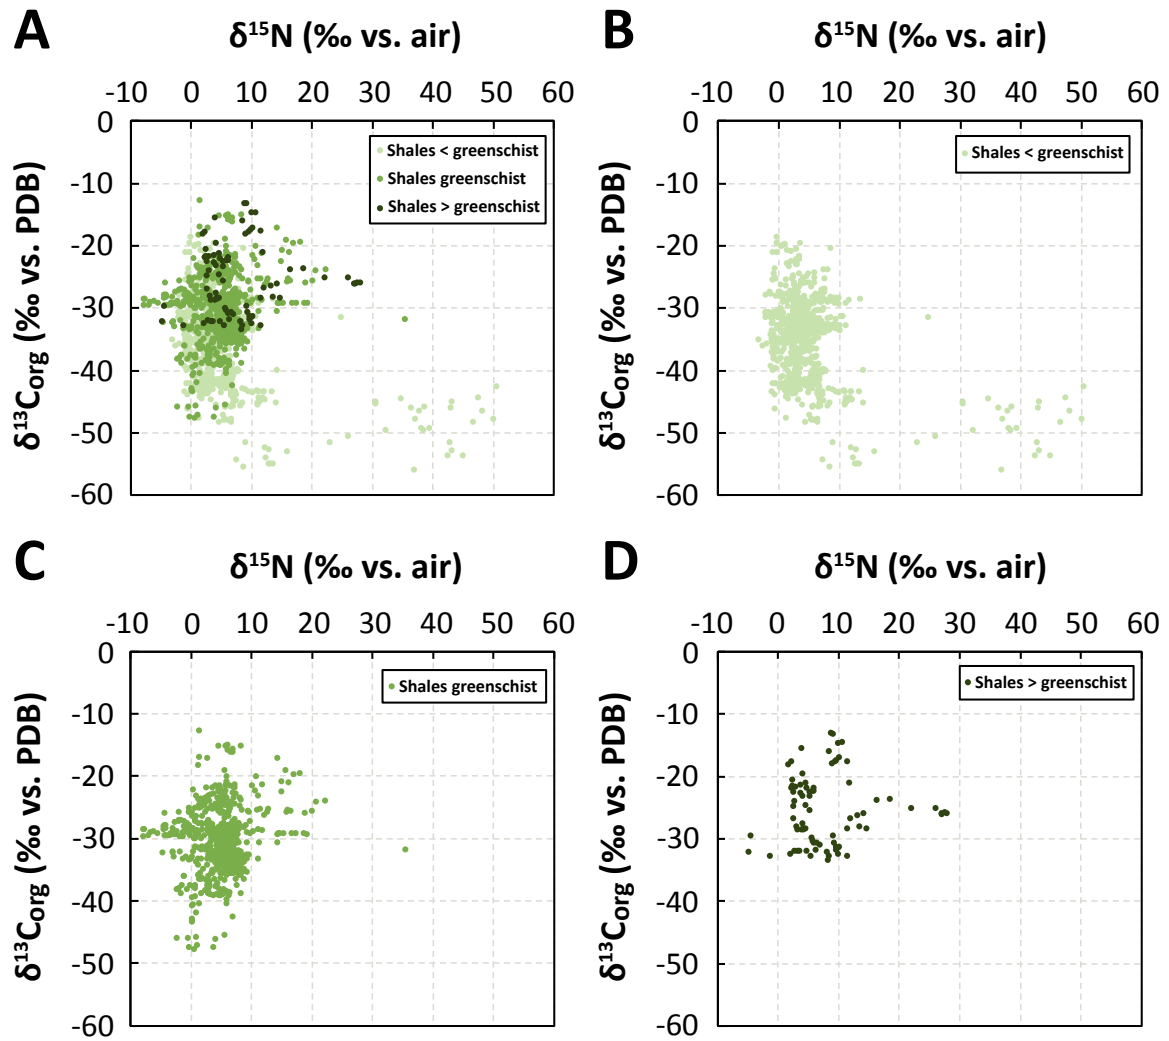 A
δ¹⁵N (‰ vs. air)
-10 0 10 20 30 40 50 60
δ¹³Corg (‰ vs. PDB)
0
-10
-20
-30
-40
-50
-60
Shales < greenschist
Shales greenschist
Shales > greenschist
B
δ¹⁵N (‰ vs. air)
-10 0 10 20 30 40 50 60
δ¹³Corg (‰ vs. PDB)
0
-10
-20
-30
-40
-50
-60
Shales < greenschist
C
δ¹⁵N (‰ vs. air)
-10 0 10 20 30 40 50 60
δ¹³Corg (‰ vs. PDB)
0
-10
-20
-30
-40
-50
-60
Shales greenschist
D
δ¹⁵N (‰ vs. air)
-10 0 10 20 30 40 50 60
δ¹³Corg (‰ vs. PDB)
0
-10
-20
-30
-40
-50
-60
Shales > greenschist